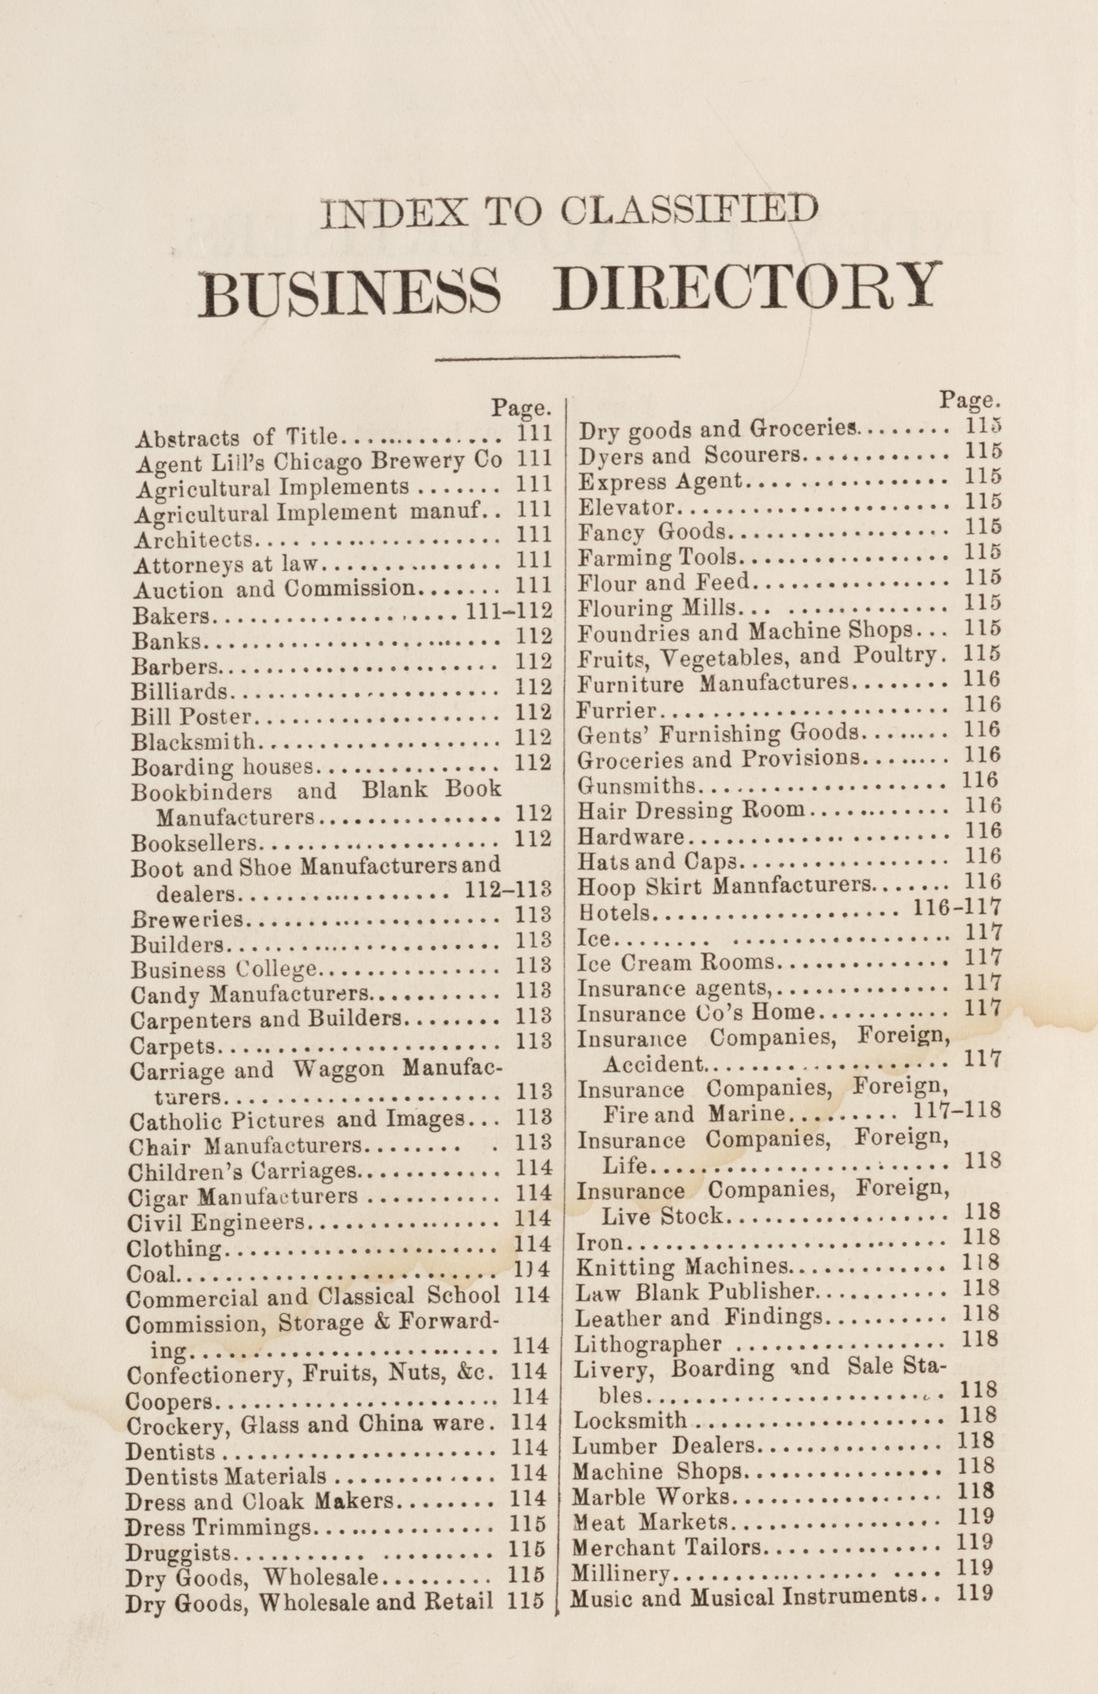 INDEX TO CLASSIFIED
BUSINESS DIRECTORY
Page.
Abstracts of Title.............. 111
Agent Lill's Chicago Brewery Co 111
Agricultural Implements ....... 111
Agricultural Implement manuf.. 111
Architects.................... 111
Attorneys at law............... 111
Auction and Commission....... 111
Bakers.................... 111-112
Banks........................ 112
Barbers....................... 112
Billiards...................... 112
Bill Poster.................... 112
Blacksmith.................... 112
Boarding houses............... 112
Bookbinders and Blank Book
Manufacturers............... 112
Booksellers.................... 112
Boot and Shoe Manufacturers and
dealers.................. 112-113
Breweries..................... 113
Builders...................... 113
Business College............... 113
Candy Manufacturers........... 113
Carpenters and Builders........ 113
Carpets....................... 113
Carriage and Waggon Manufac-
turers...................... 113
Catholic Pictures and Images... 113
Chair Manufacturers........ . 113
Children's Carriages............ 114
Cigar Manufacturers ........... 114
Civil Engineers................ 114
Clothing...................... 114
Coal.......................... 114
Commercial and Classical School 114
Commission, Storage & Forward-
ing......................... 114
Confectionery, Fruits, Nuts, &c. 114
Coopers....................... 114
Crockery, Glass and China ware. 114
Dentists ...................... 114
Dentists Materials ............. 114
Dress and Cloak Makers........ 114
Dress Trimmings............... 115
Druggists........... ......... 115
Dry Goods, Wholesale......... 115
Dry Goods, Wholesale and Retail 115
Page.
Dry goods and Groceries........ 115
Dyers and Scourers............ 115
Express Agent................. 115
Elevator...................... 115
Fancy Goods.................. 115
Farming Tools................. 115
Flour and Feed................ 115
Flouring Mills... ............. 115
Foundries and Machine Shops... 115
Fruits, Vegetables, and Poultry. 115
Furniture Manufactures........ 116
Furrier....................... 116
Gents' Furnishing Goods........ 116
Groceries and Provisions........ 116
Gunsmiths.................... 116
Hair Dressing Room............ 116
Hardware..................... 116
Hats and Caps................. 116
Hoop Skirt Mannfacturers....... 116
Hotels.................... 116-117
Ice........ .................. 117
Ice Cream Rooms.............. 117
Insurance agents,.............. 117
Insurance Co's Home........... 117
Insurance Companies, Foreign,
Accident.................... 117
Insurance Companies, Foreign,
Fire and Marine......... 117-118
Insurance Companies, Foreign,
Life........................ 118
Insurance Companies, Foreign,
Live Stock.................. 118
Iron.......................... 118
Knitting Machines............. 118
Law Blank Publisher........... 118
Leather and Findings.......... 118
Lithographer ................. 118
Livery, Boarding and Sale Sta-
bles........................ 118
Locksmith .................... 118
Lumber Dealers............... 118
Machine Shops................ 118
Marble Works................. 118
Meat Markets................. 119
Merchant Tailors.............. 119
Millinery................. .... 119
Music and Musical Instruments.. 119